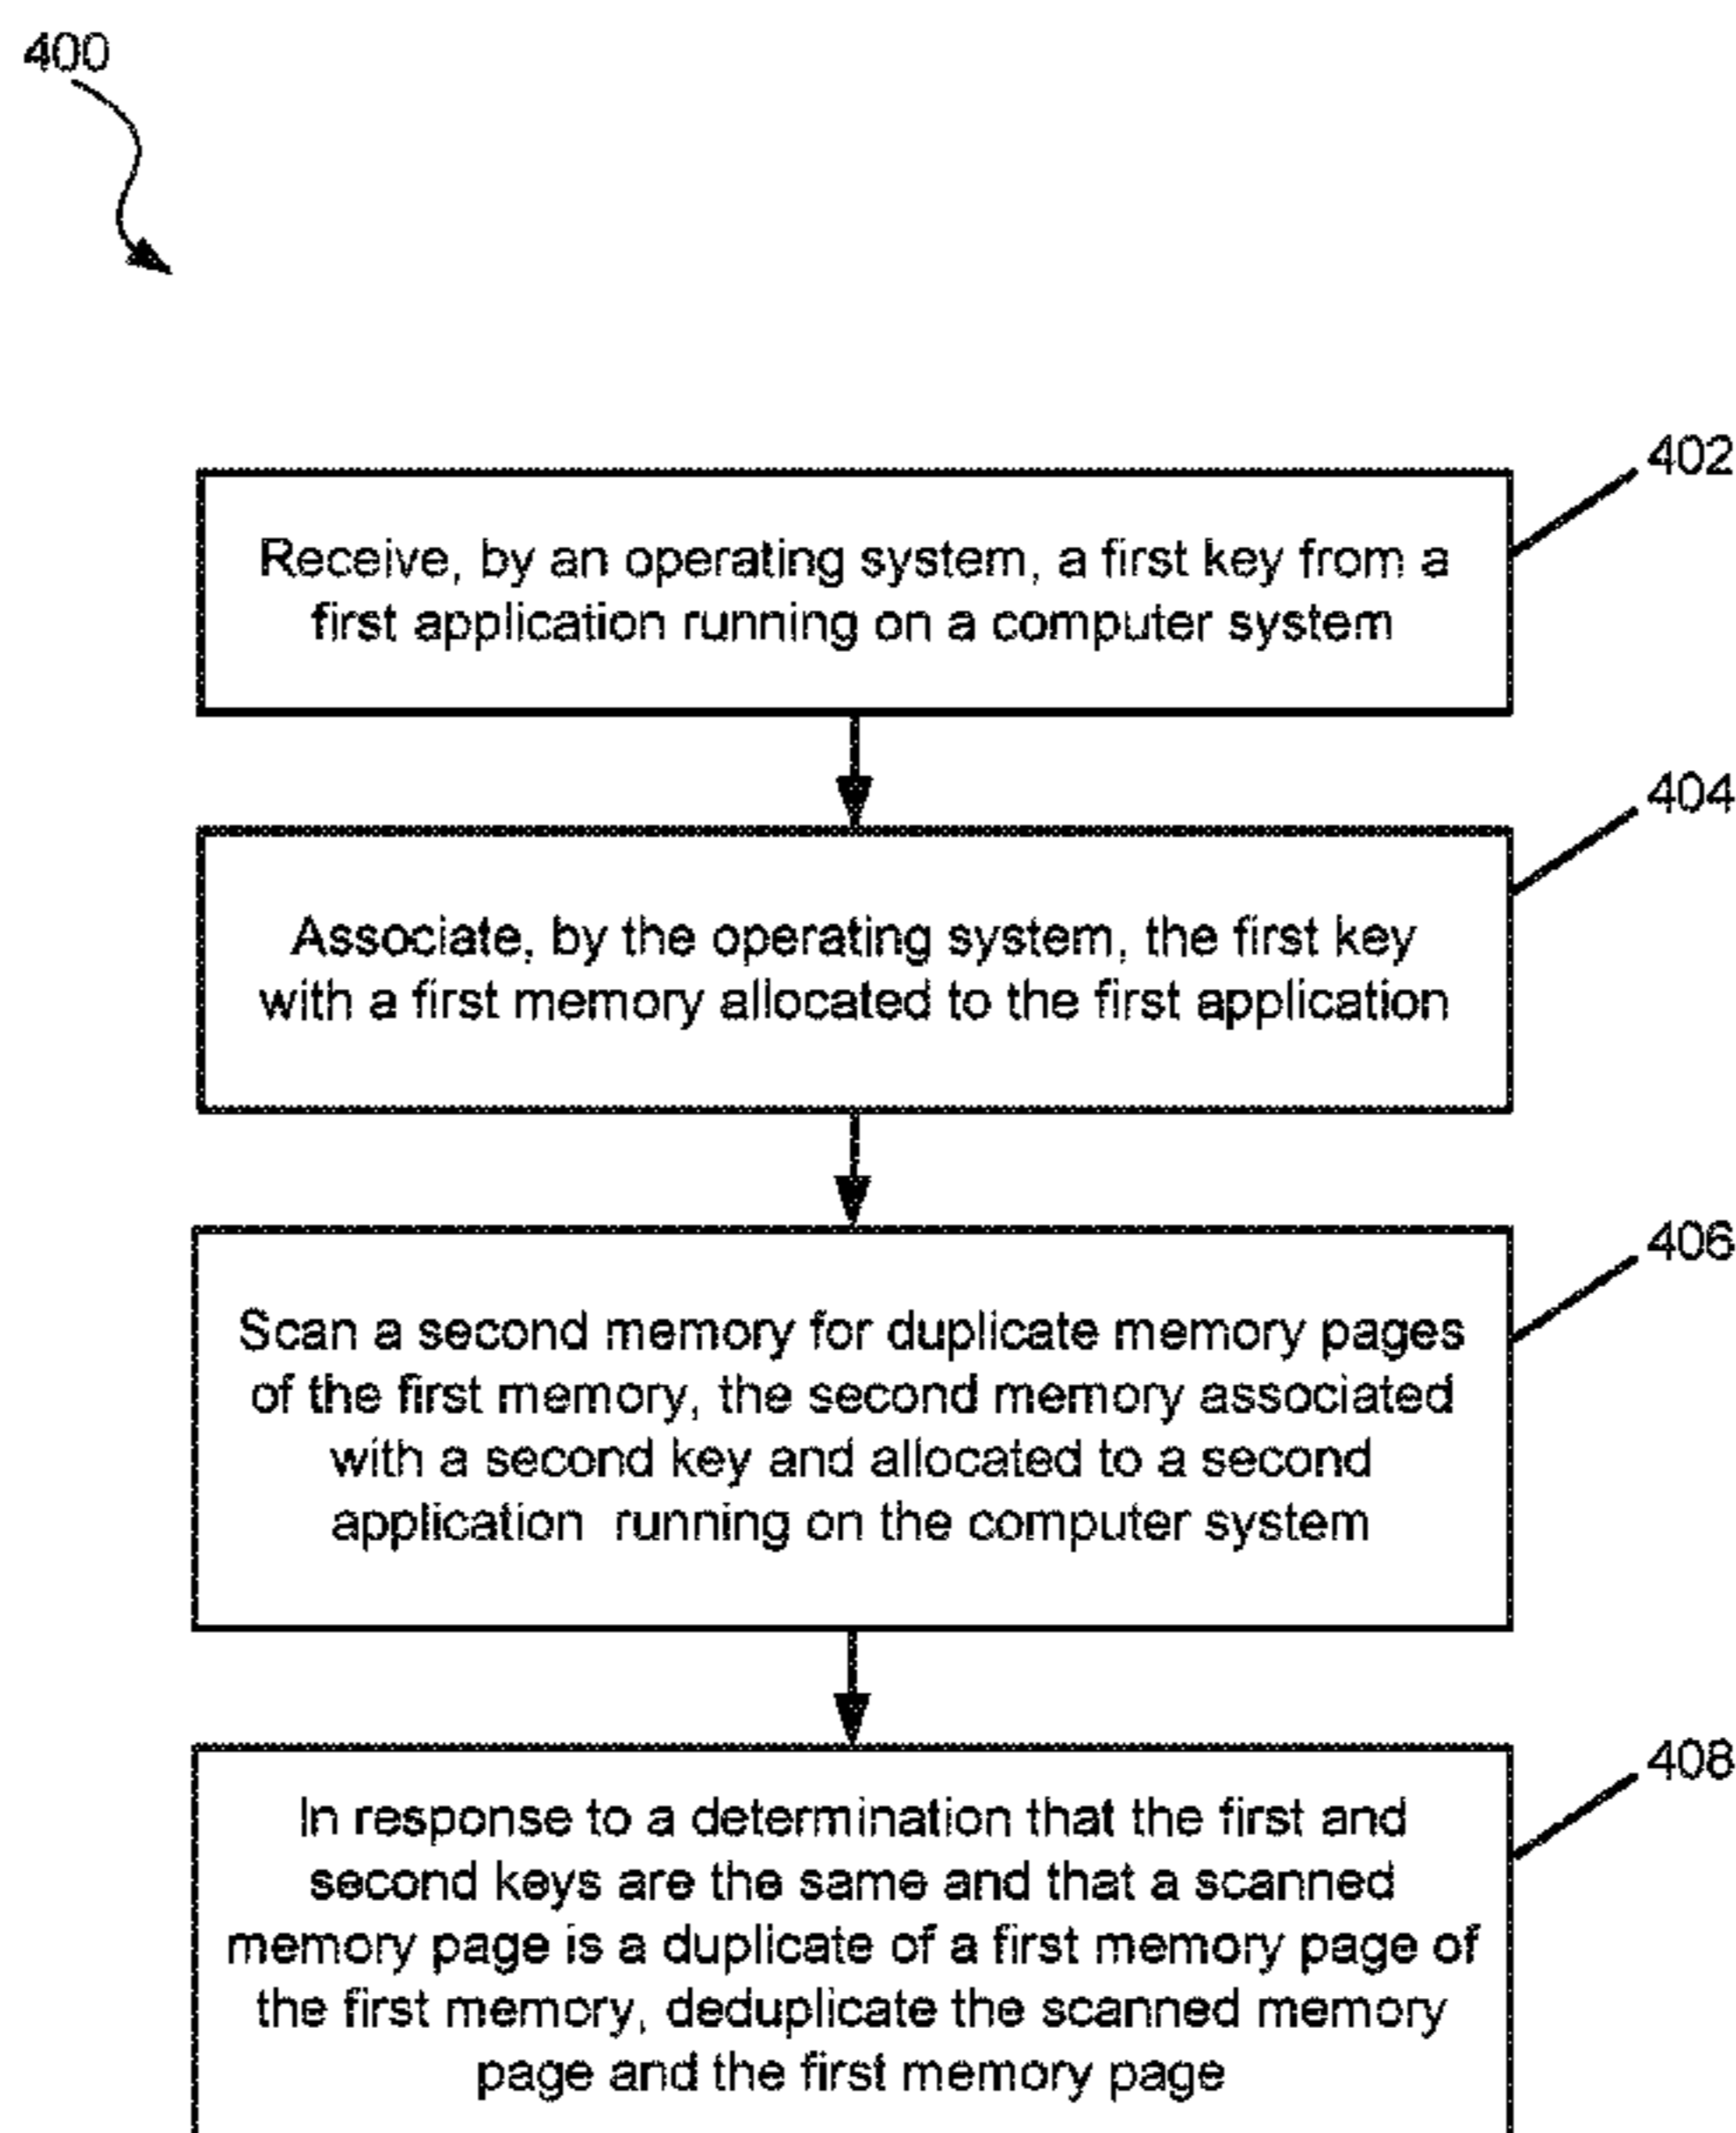 400
402
Receive, by an operating system, a first key from a
first application running on a computer system
404
Associate, by the operating system, the first key
with a first memory allocated to the first application
406
Scan a second memory for duplicate memory pages
of the first memory, the second memory associated
with a second key and allocated to a second
application running on the computer system
408
In response to a determination that the first and
second keys are the same and that a scanned
memory page is a duplicate of a first memory page of
the first memory, deduplicate the scanned memory
page and the first memory page